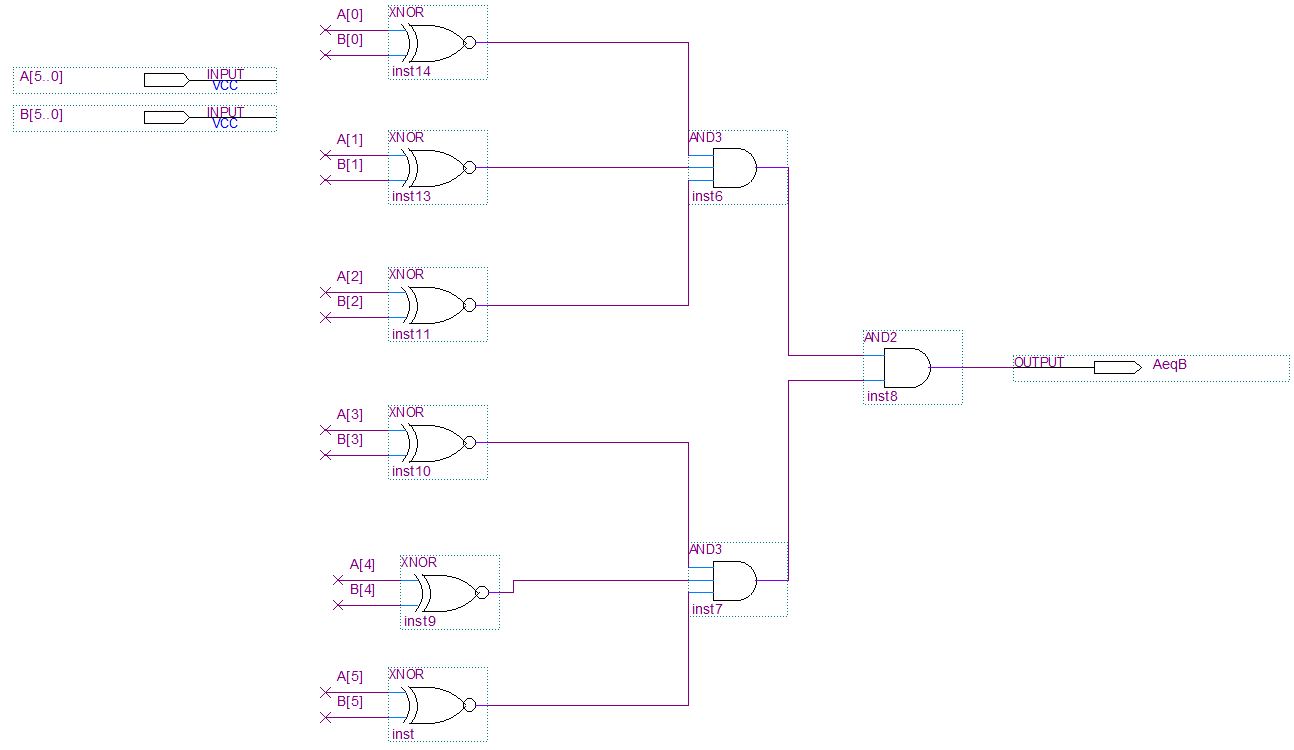 A[5..0]
INPUT
VCC
B[5..0]
INPUT
VCC
A[0]
B[0]
XNOR
inst14
A[1]
B[1]
XNOR
inst13
A[2]
B[2]
XNOR
inst11
A[3]
B[3]
XNOR
inst10
A[4]
B[4]
XNOR
inst9
A[5]
B[5]
XNOR
inst
AND3
inst6
AND3
inst7
AND2
inst8
OUTPUT
AeqB